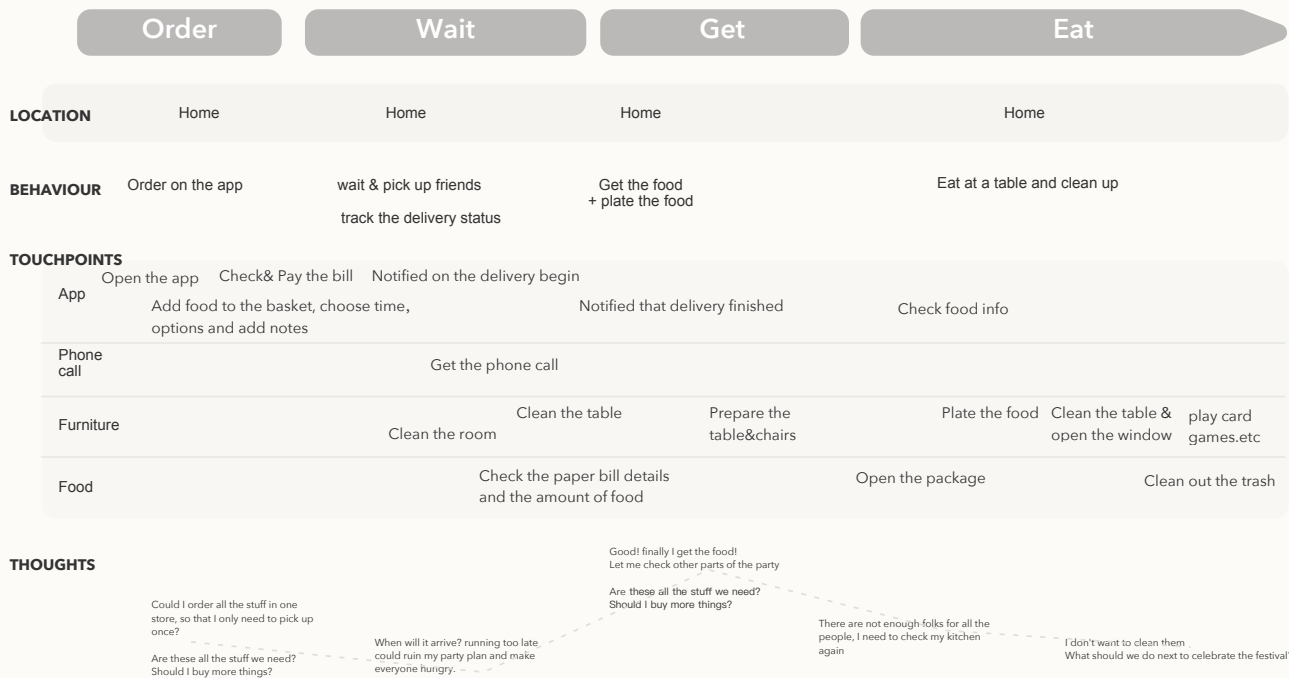 Order
Wait
Get
Eat
LOCATION
Home
Home
Home
Home
BEHAVIOUR
Order on the app
wait & pick up friends
track the delivery status
Get the food
+ plate the food
Eat at a table and clean up
TOUCHPOINTS
App
Open the app
Check& Pay the bill
Notified on the delivery begin
Add food to the basket, choose time,
options and add notes
Notified that delivery finished
Check food info
Phone
call
Get the phone call
Furniture
Clean the room
Clean the table
Prepare the
table&chairs
Plate the food
Clean the table &
open the window
play card
games.etc
Food
Check the paper bill details
and the amount of food
Open the package
Clean out the trash
THOUGHTS
Could I order all the stuff in one
store, so that I only need to pick up
once?
Are these all the stuff we need?
Should I buy more things?
When will it arrive? running too late
could ruin my party plan and make
everyone hungry.
Good! finally I get the food!
Let me check other parts of the party
Are these all the stuff we need?
Should I buy more things?
There are not enough folks for all the
people, I need to check my kitchen
again
I don't want to clean them
What should we do next to celebrate the festival?